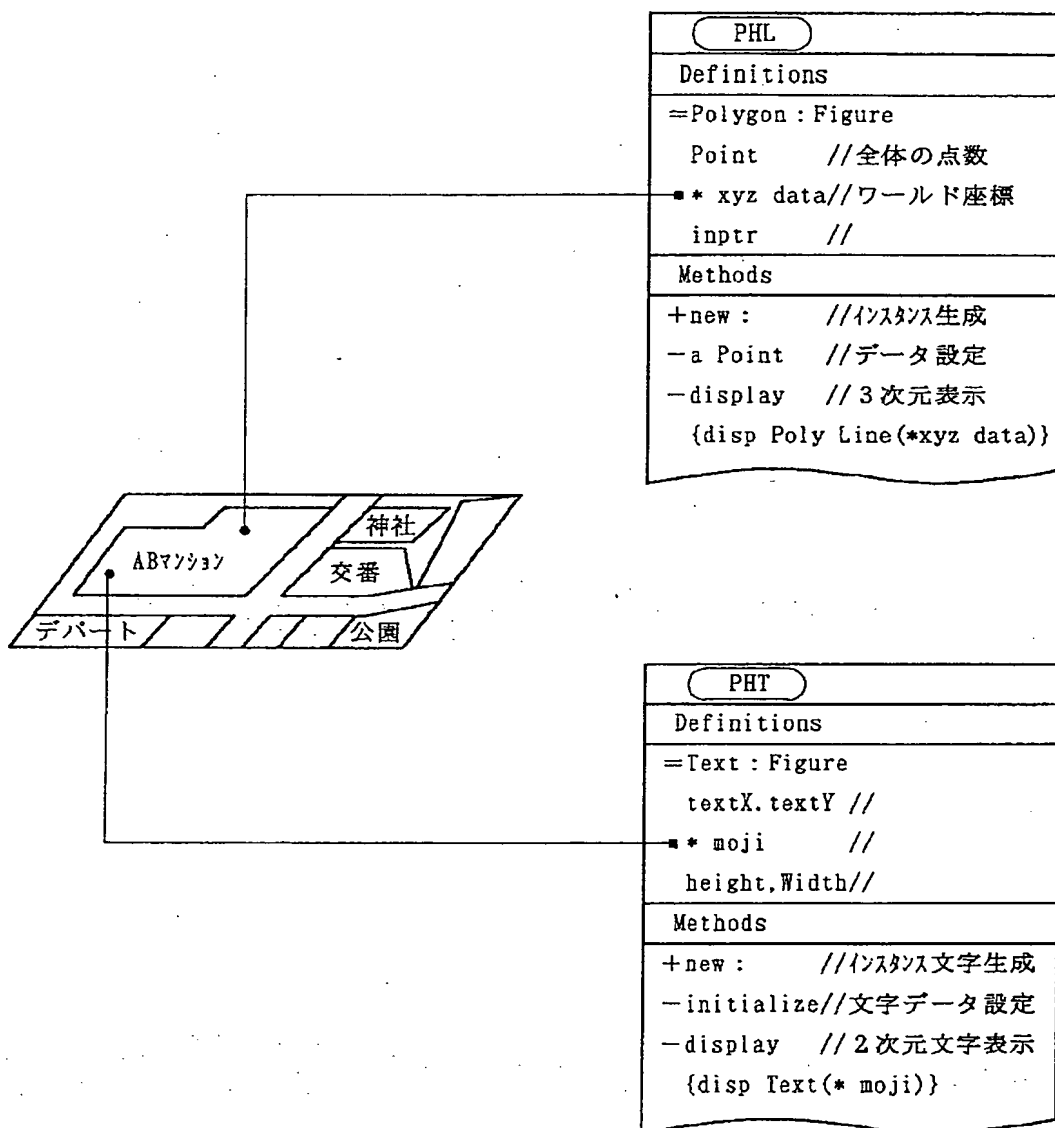 PHL
Definitions
=Polygon : Figure
Point //全体の点数
* xyz data//ワールド座標
inptr //
Methods
+new : //ｲﾝｽﾀﾝｽ生成
-a Point //データ設定
-display //3次元表示
{disp Poly Line(*xyz data)}
神社
ABﾏﾝｼｮﾝ
交番
デパート
公園
PHT
Definitions
=Text : Figure
textX.textY //
* moji //
height,Width//
Methods
+new : //ｲﾝｽﾀﾝｽ文字生成
-initialize//文字データ設定
-display //2次元文字表示
{disp Text(* moji)}